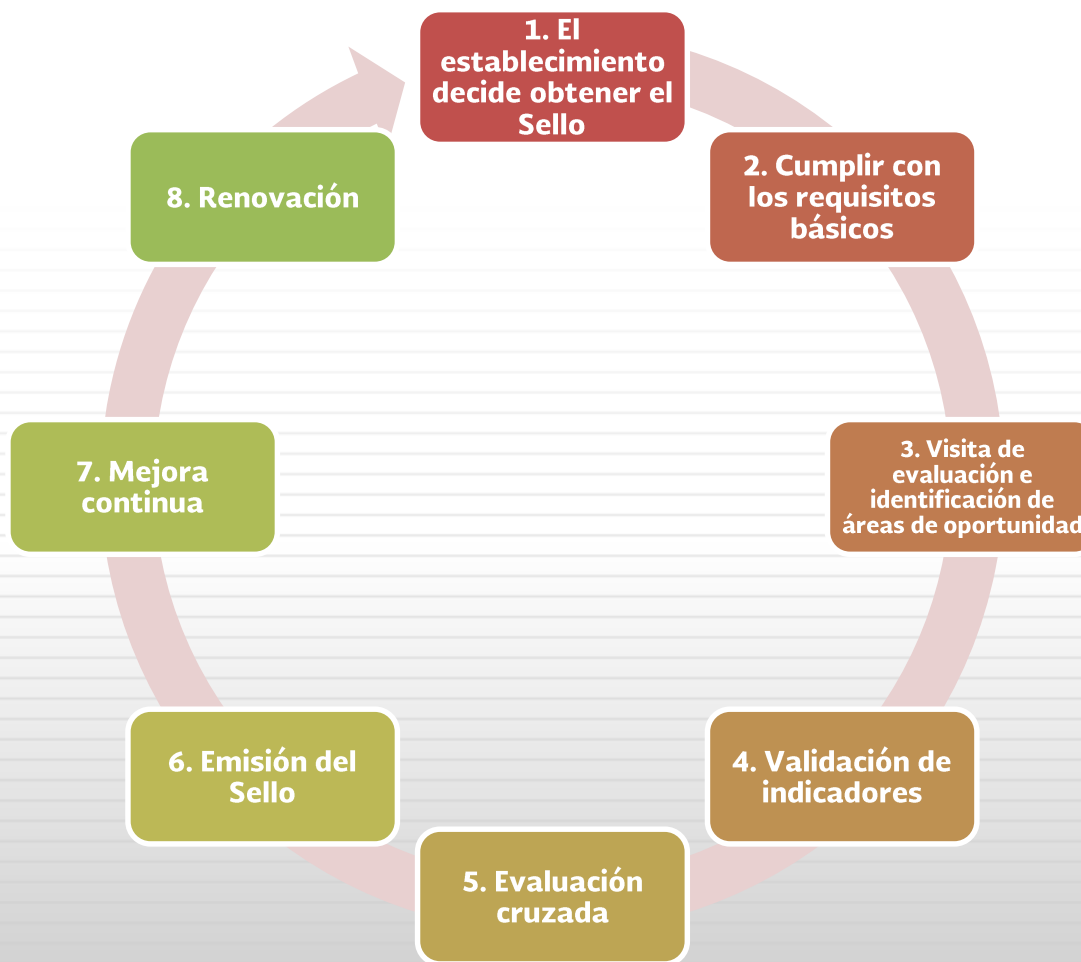 1. El
establecimiento
decide obtener el
Sello
2. Cumplir con
los requisitos
básicos
3. Visita de
evaluación e
identificación de
áreas de oportunidad
4. Validación de
indicadores
5. Evaluación
cruzada
6. Emisión del
Sello
7. Mejora
continua
8. Renovación